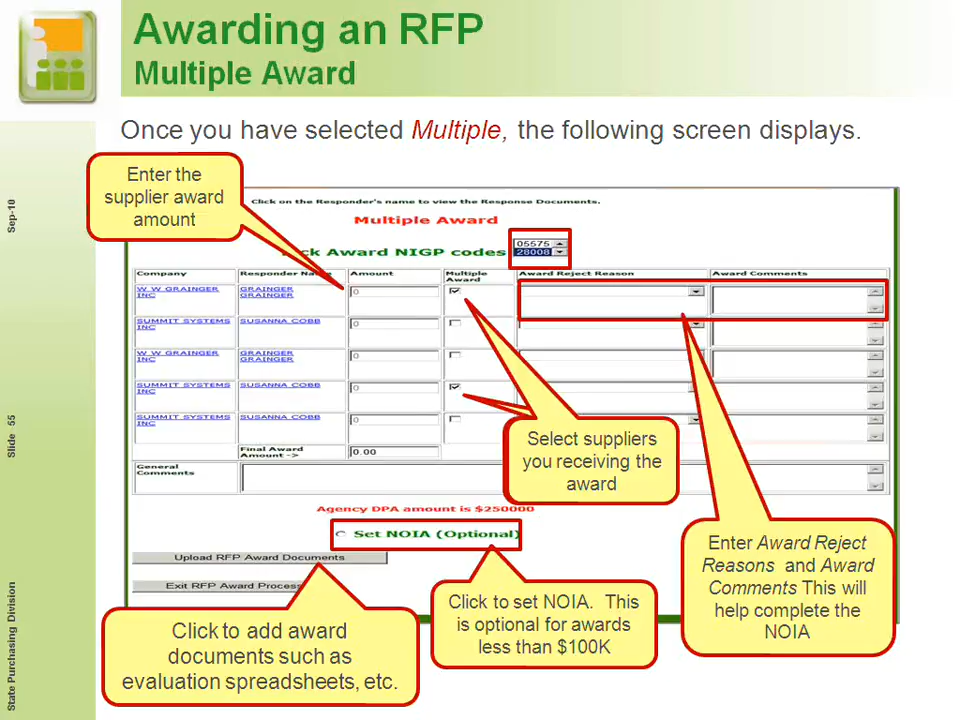 Awarding an RFP
Multiple Award
Once you have selected Multiple, the following screen displays.
Enter the
supplier award
amount
Click on the Responder's name to view the Response Documents.
Multiple Award
ck Award NIGP codes
05575
28008
Company
Responder Name
Amount
Multiple
Award
Award Reject Reason
Award Comments
W W GRAINGER
INC
GRAINGER
GRAINGER
0
SUMMIT SYSTEMS
INC
SUSANNA COBB
0
W W GRAINGER
INC
GRAINGER
GRAINGER
0
SUMMIT SYSTEMS
INC
SUSANNA COBB
0
SUMMIT SYSTEMS
INC
SUSANNA COBB
0
Final Award
Amount ->
0.00
General
Comments
Select suppliers
you receiving the
award
Agency DPA amount is $250000
Set NOIA (Optional)
Upload RFP Award Documents
Exit RFP Award Process
Enter Award Reject
Reasons and Award
Comments This will
help complete the
NOIA
Click to set NOIA. This
is optional for awards
less than $100K
Click to add award
documents such as
evaluation spreadsheets, etc.
Sep-10
Slide 55
State Purchasing Division